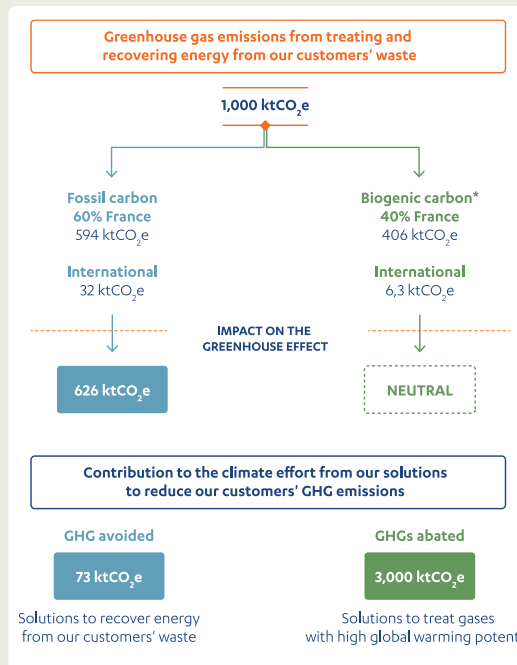 Greenhouse gas emissions from treating and
recovering energy from our customers' waste
1,000 ktCO₂e
Fossil carbon
60% France
594 ktCO₂e
International
32 ktCO₂e
Biogenic carbon*
40% France
406 ktCO₂e
International
6,3 ktCO₂e
IMPACT ON THE
GREENHOUSE EFFECT
626 ktCO₂e
NEUTRAL
Contribution to the climate effort from our solutions
to reduce our customers' GHG emissions
GHG avoided
73 ktCO₂e
Solutions to recover energy
from our customers' waste
GHGs abated
3,000 ktCO₂e
Solutions to treat gases
with high global warming potent